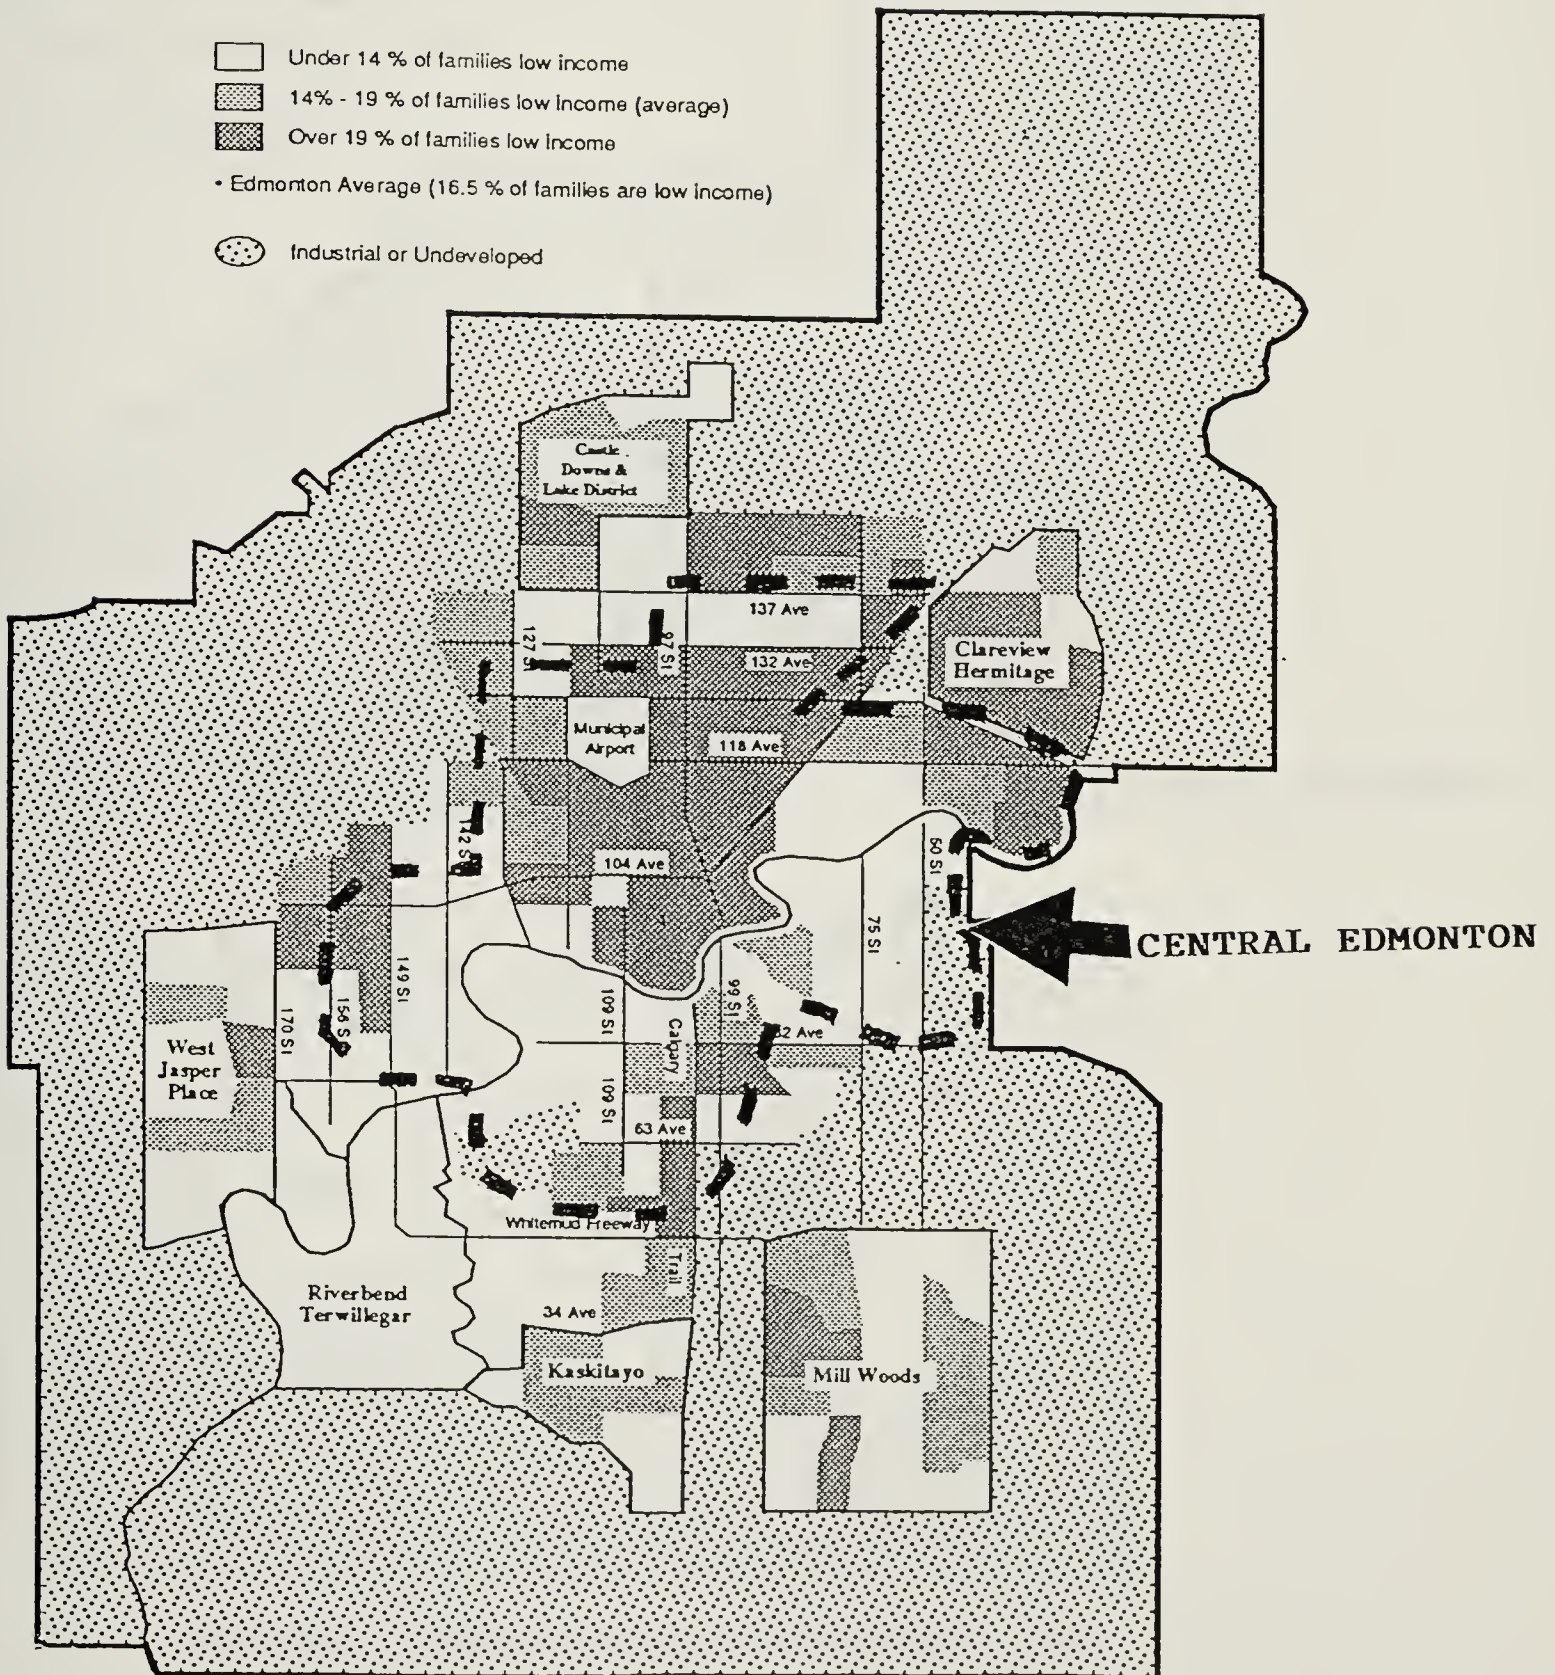 Under 14 % of families low income
14% - 19 % of families low income (average)
Over 19 % of families low income
• Edmonton Average (16.5 % of families are low income)
Industrial or Undeveloped
Castle
Downs &
Lake District
137 Ave
127 St
97 St
132 Ave
Clareview
Hermitage
Municipal
Airport
118 Ave
142 St
104 Ave
50 St
75 St
CENTRAL EDMONTON
149 St
170 St
156 S
109 St
99 St
Calgary
82 Ave
West
Jasper
Place
109 St
63 Ave
Whitemud Freeway
Trail
Riverbend
Terwillegar
34 Ave
Kaskitayo
Mill Woods